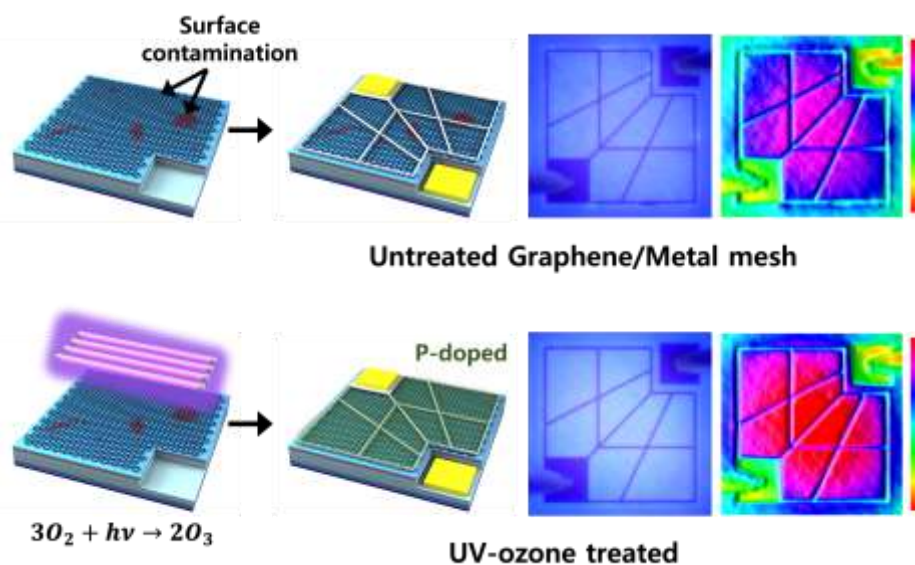 Surface
contamination
Untreated Graphene/Metal mesh
P-doped
3O₂ + hν → 2O₃
UV-ozone treated